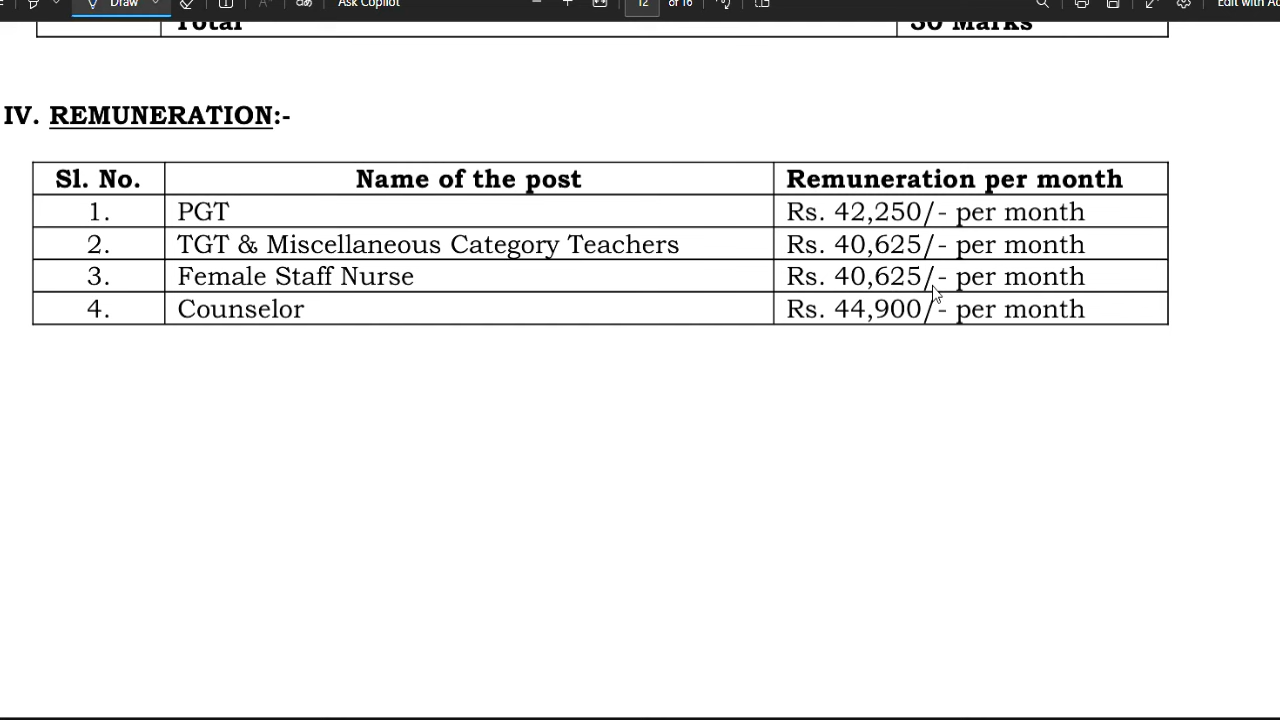 Draw Ask Copilot 12 of 16 Edit with
Total 30 Marks
IV. REMUNERATION:-
Sl. No. Name of the post Remuneration per month
1. PGT Rs. 42,250/- per month
2. TGT & Miscellaneous Category Teachers Rs. 40,625/- per month
3. Female Staff Nurse Rs. 40,625/- per month
4. Counselor Rs. 44,900/- per month